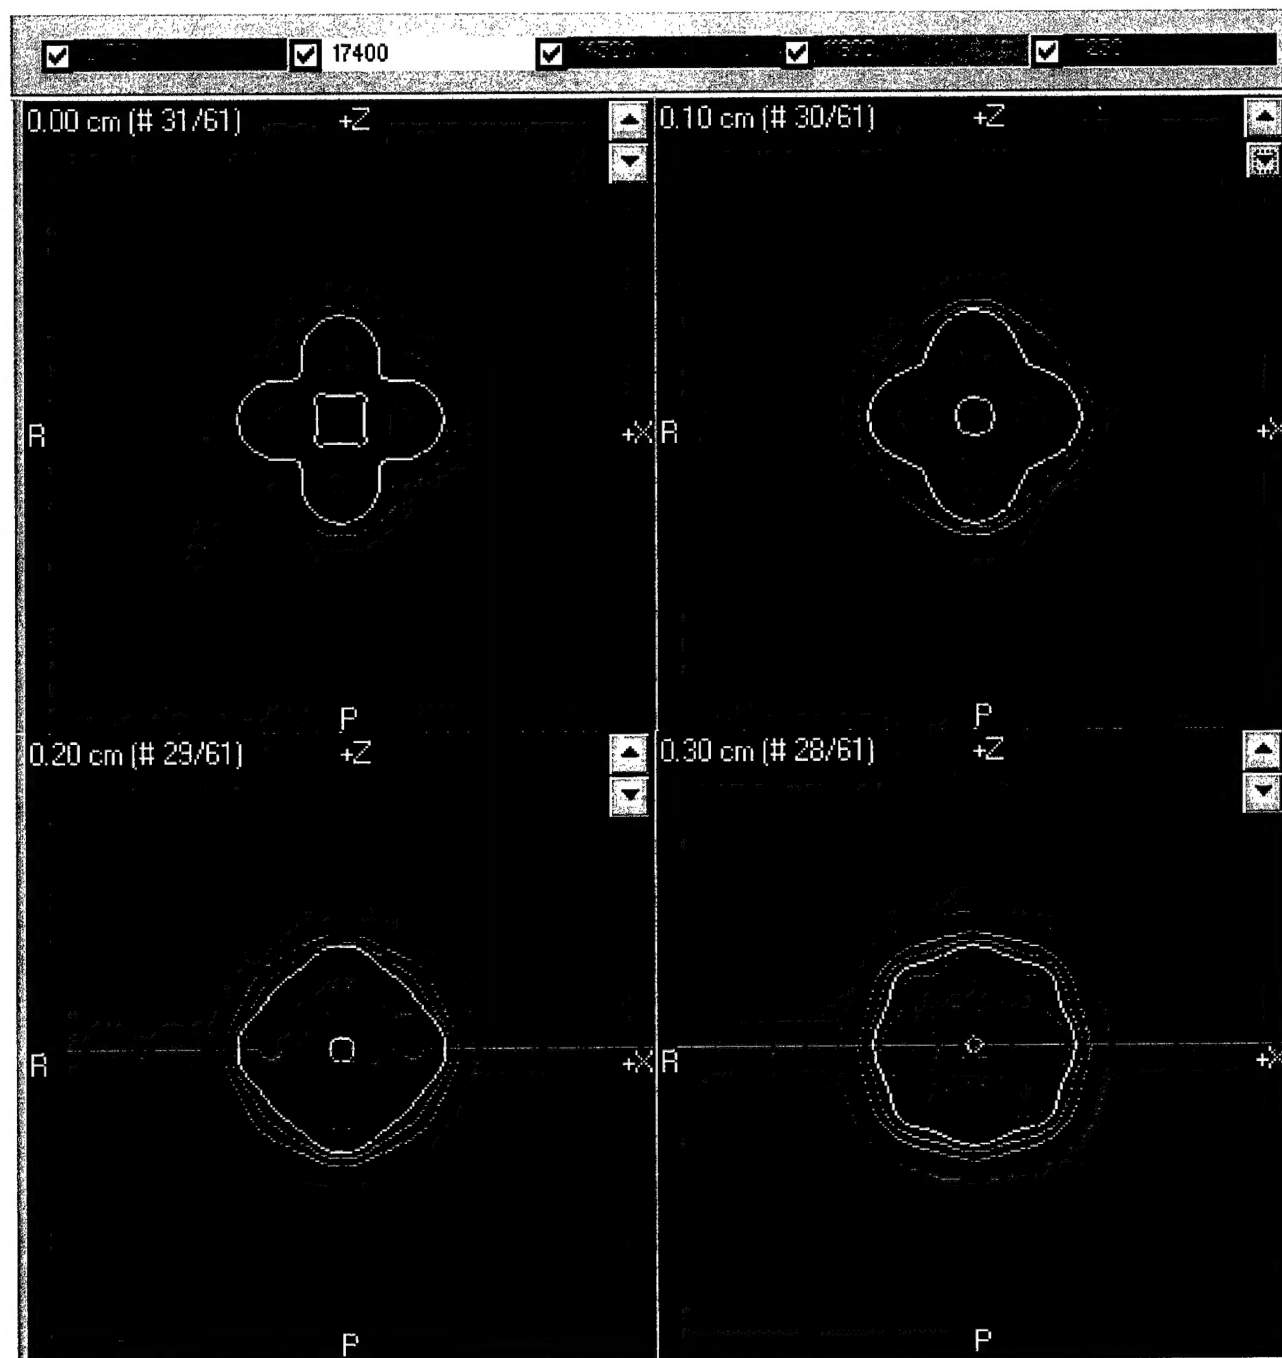 17400
0.00 cm (# 31/61) +Z
R +X
P
0.10 cm (# 30/61) +Z
R +X
P
0.20 cm (# 29/61) +Z
R +X
P
0.30 cm (# 28/61) +Z
R +X
P